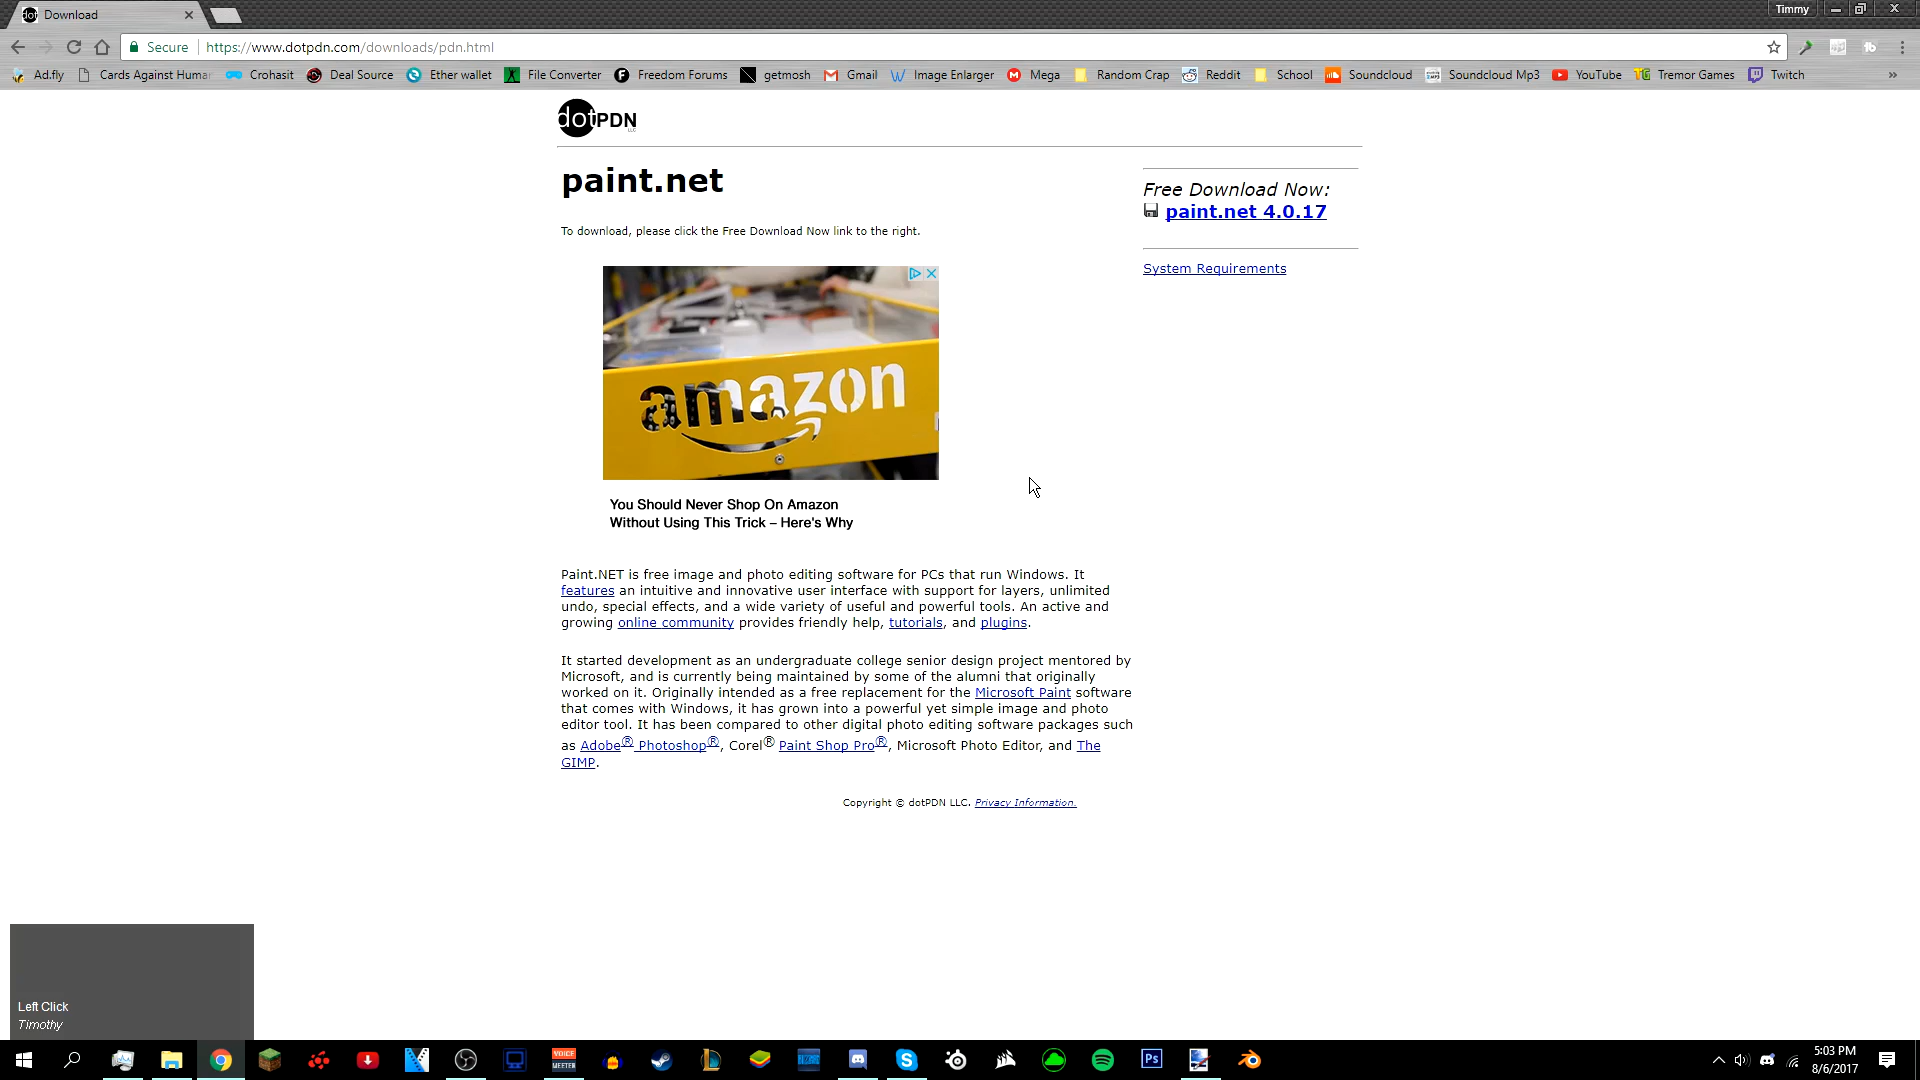 Download
Timmy
Secure
https://www.dotpdn.com/downloads/pdn.html
Ad.fly
Cards Against Humar
Crohasit
Deal Source
Ether wallet
File Converter
Freedom Forums
getmosh
Gmail
Image Enlarger
Mega
Random Crap
Reddit
School
Soundcloud
Soundcloud Mp3
YouTube
Tremor Games
Twitch
dotPDN LLC
paint.net
Free Download Now:
paint.net 4.0.17
To download, please click the Free Download Now link to the right.
System Requirements
amazon
You Should Never Shop On Amazon
Without Using This Trick – Here's Why
Paint.NET is free image and photo editing software for PCs that run Windows. It
features an intuitive and innovative user interface with support for layers, unlimited
undo, special effects, and a wide variety of useful and powerful tools. An active and
growing online community provides friendly help, tutorials, and plugins.
It started development as an undergraduate college senior design project mentored by
Microsoft, and is currently being maintained by some of the alumni that originally
worked on it. Originally intended as a free replacement for the Microsoft Paint software
that comes with Windows, it has grown into a powerful yet simple image and photo
editor tool. It has been compared to other digital photo editing software packages such
as Adobe® Photoshop®, Corel® Paint Shop Pro®, Microsoft Photo Editor, and The
GIMP.
Copyright © dotPDN LLC. Privacy Information.
Left Click
Timothy
VOICE
MEETER
Ps
5:03 PM
8/6/2017